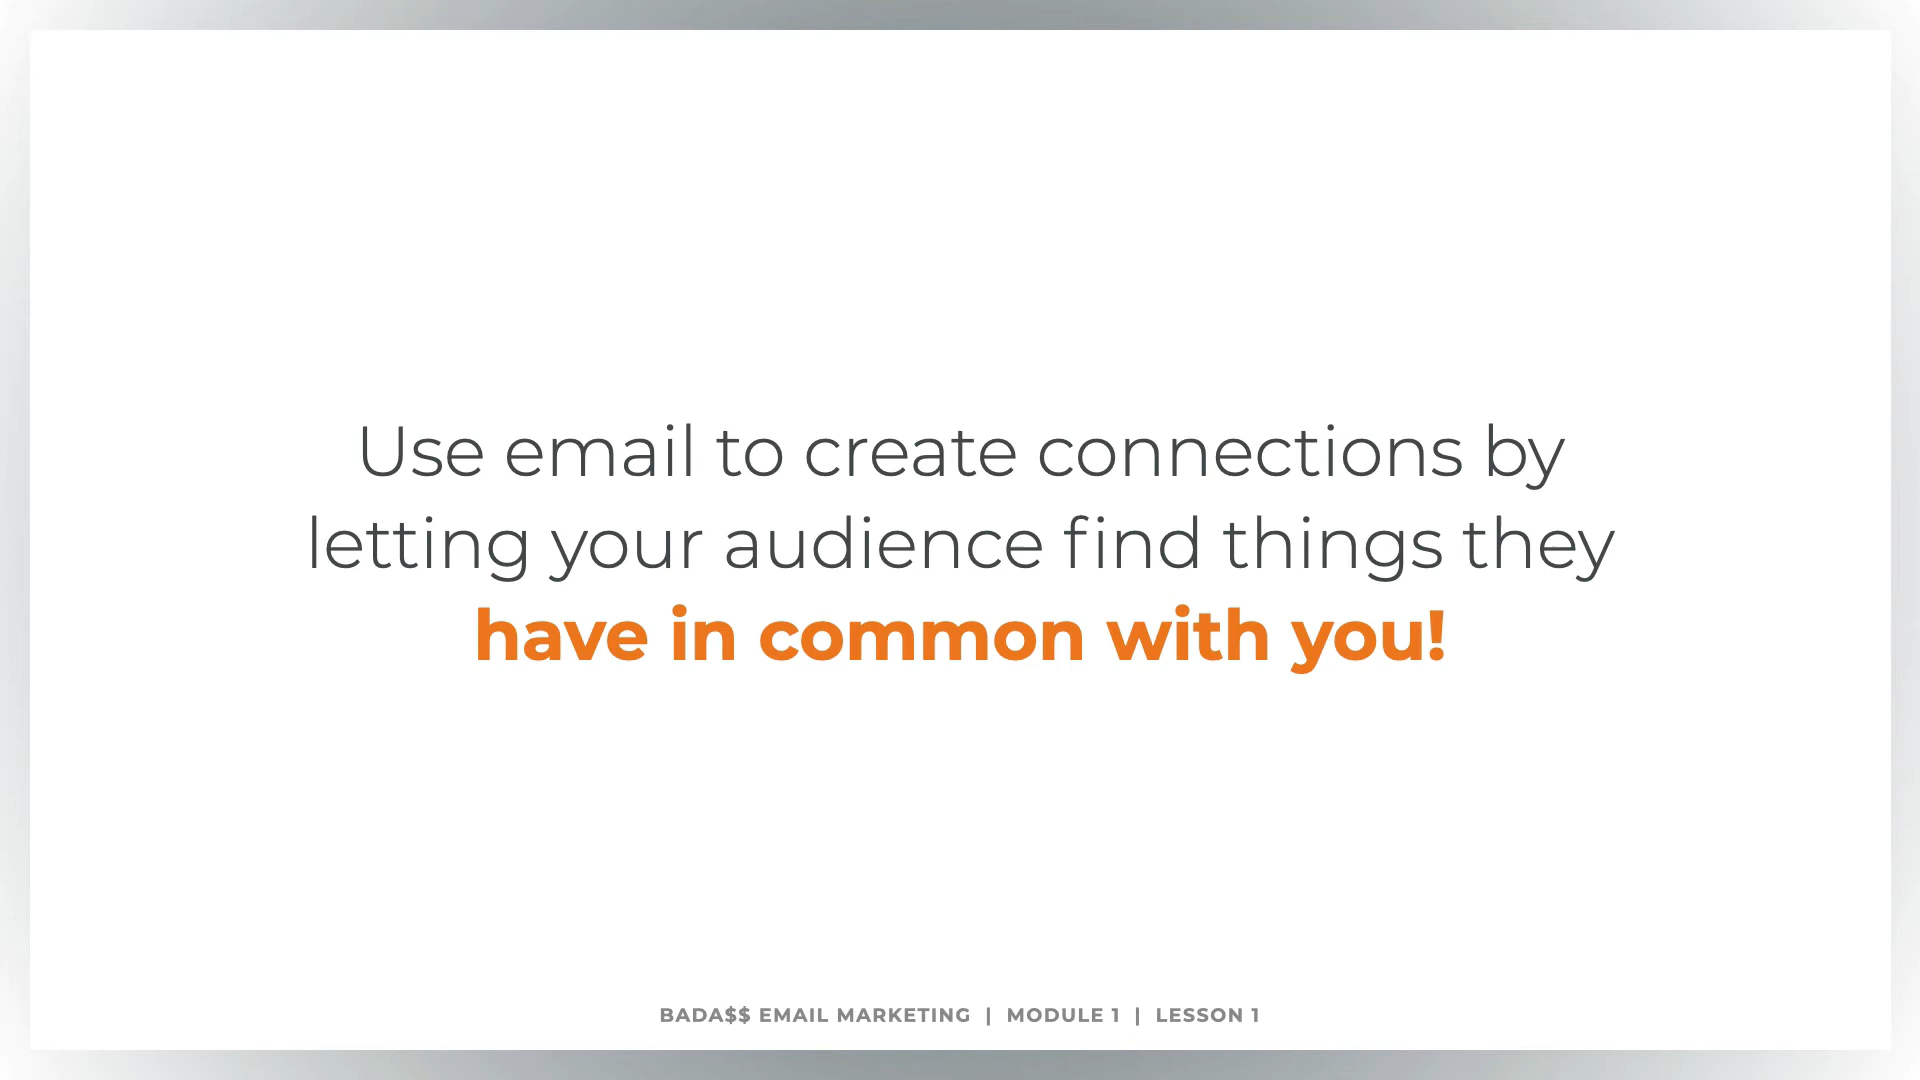 Use email to create connections by
letting your audience find things they
have in common with you!
BADA$$ EMAIL MARKETING | MODULE 1 | LESSON 1